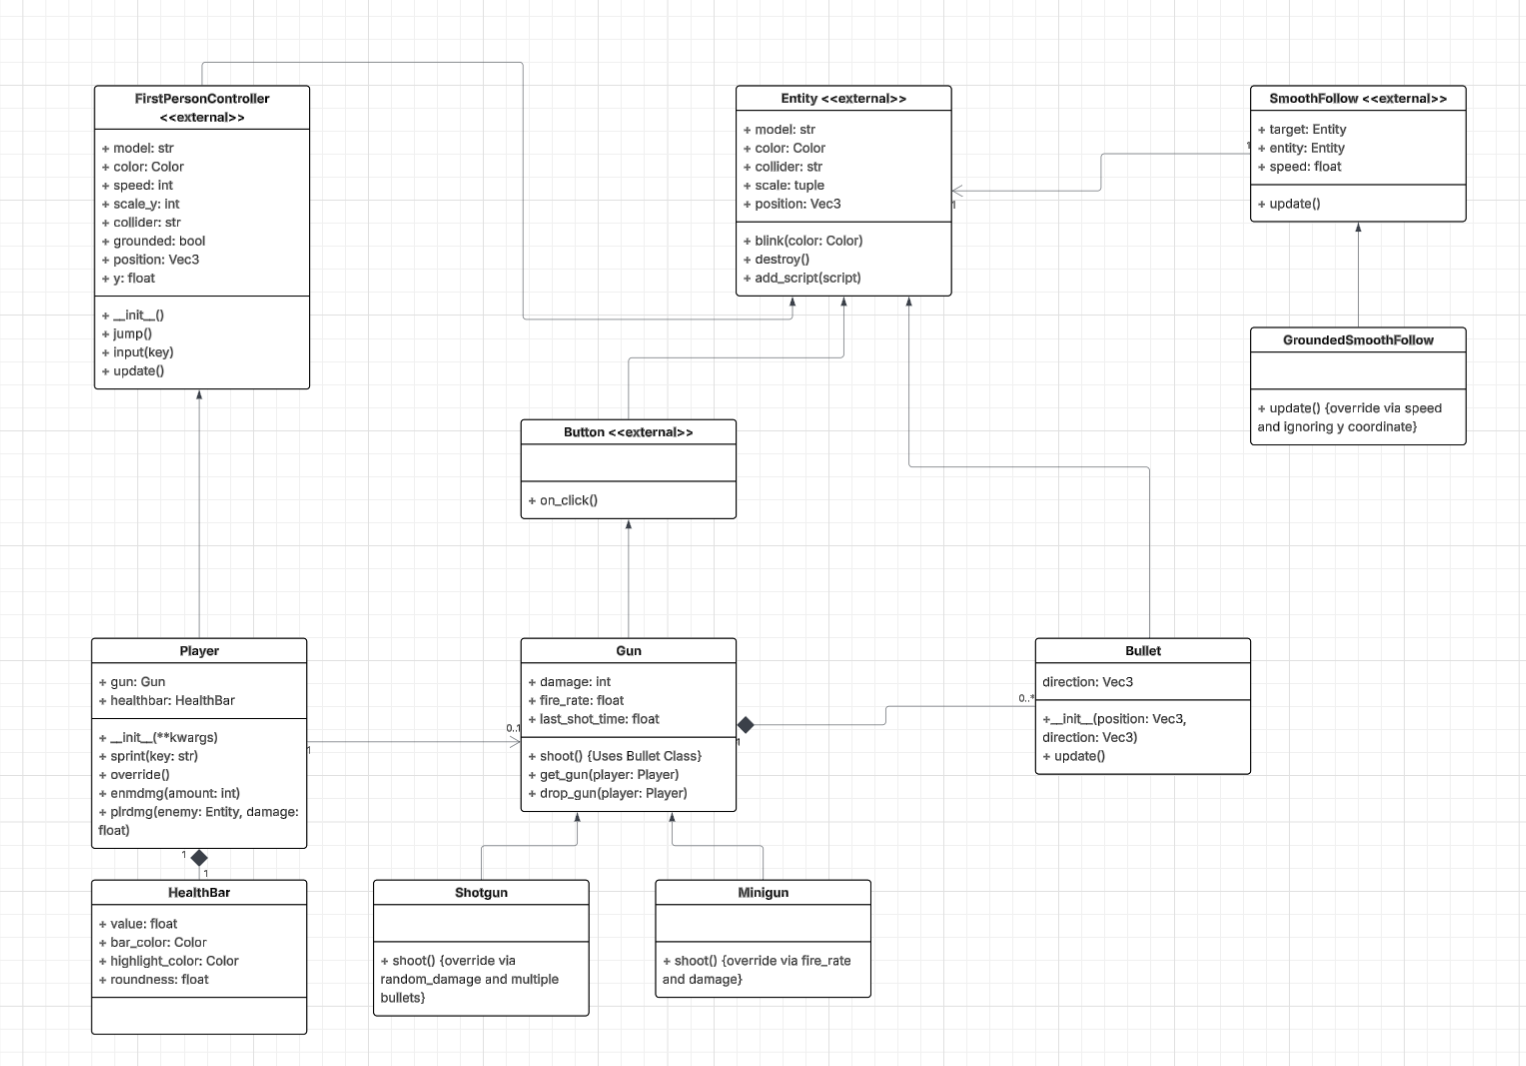 FirstPersonController
<<external>>
+ model: str
+ color: Color
+ speed: int
+ scale_y: int
+ collider: str
+ grounded: bool
+ position: Vec3
+ y: float
+ __init__()
+ jump()
+ input(key)
+ update()
Entity <<external>>
+ model: str
+ color: Color
+ collider: str
+ scale: tuple
+ position: Vec3
+ blink(color: Color)
+ destroy()
+ add_script(script)
1
SmoothFollow <<external>>
+ target: Entity
+ entity: Entity
+ speed: float
+ update()
1
GroundedSmoothFollow
+ update() {override via speed
and ignoring y coordinate}
Button <<external>>
+ on_click()
Player
+ gun: Gun
+ healthbar: HealthBar
+ __init__(**kwargs)
+ sprint(key: str)
+ override()
+ enmdmg(amount: int)
+ plrdmg(enemy: Entity, damage:
float)
1
0..1
Gun
+ damage: int
+ fire_rate: float
+ last_shot_time: float
+ shoot() {Uses Bullet Class}
+ get_gun(player: Player)
+ drop_gun(player: Player)
1
0..*
Bullet
direction: Vec3
+__init__(position: Vec3,
direction: Vec3)
+ update()
1
1
HealthBar
+ value: float
+ bar_color: Color
+ highlight_color: Color
+ roundness: float
Shotgun
+ shoot() {override via
random_damage and multiple
bullets}
Minigun
+ shoot() {override via fire_rate
and damage}